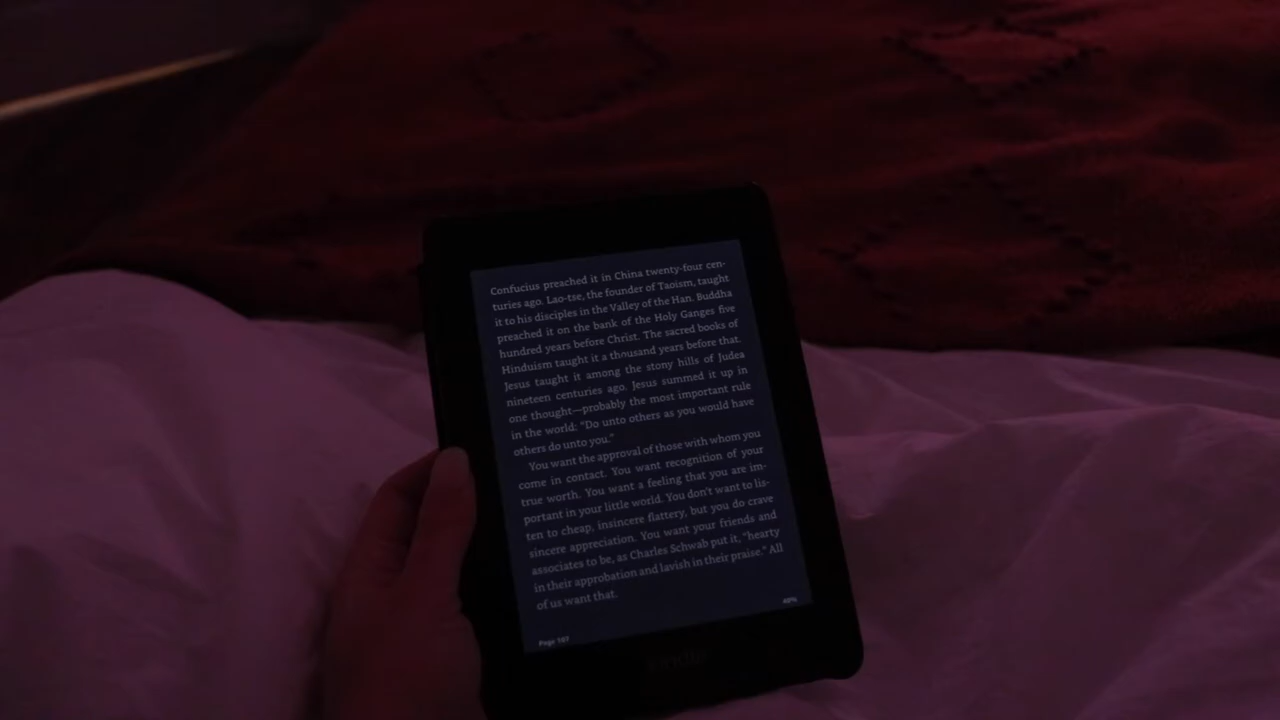 Confucius preached it in China twenty-four cen-
turies ago. Lao-tse, the founder of Taoism, taught
it to his disciples in the Valley of the Han. Buddha
preached it on the bank of the Holy Ganges five
hundred years before Christ. The sacred books of
Hinduism taught it a thousand years before that.
Jesus taught it among the stony hills of Judea
nineteen centuries ago. Jesus summed it up in
one thought—probably the most important rule
in the world: "Do unto others as you would have
others do unto you."
You want the approval of those with whom you
come in contact. You want recognition of your
true worth. You want a feeling that you are im-
portant in your little world. You don't want to lis-
ten to cheap, insincere flattery, but you do crave
sincere appreciation. You want your friends and
associates to be, as Charles Schwab put it, "hearty
in their approbation and lavish in their praise." All
of us want that.
Page